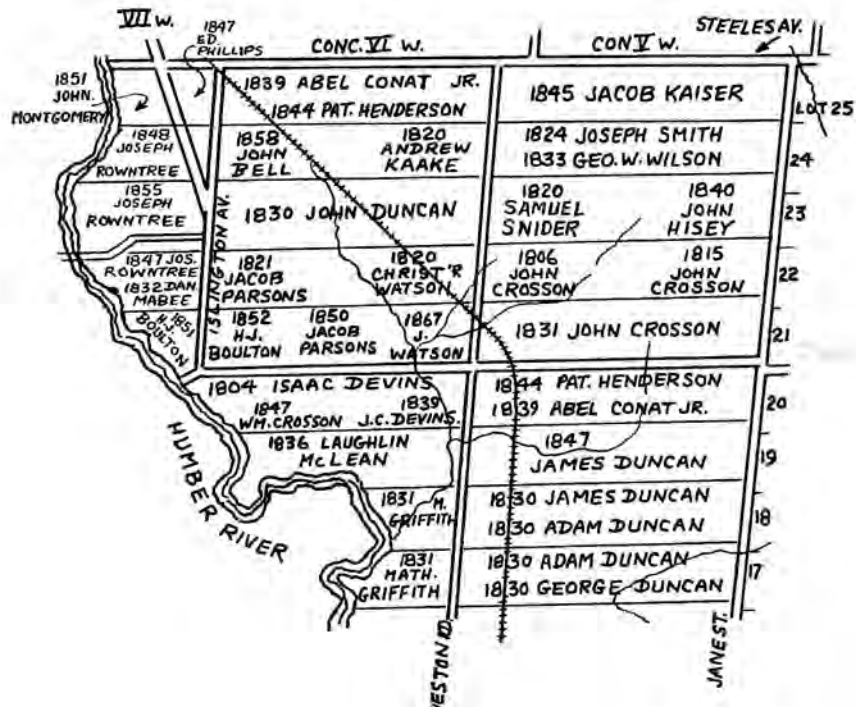 VII W.
1847
ED.
PHILLIPS
CONC. VI W.
CON V W.
STEELES AV.
1851
JOHN.
MONTGOMERY
1839 ABEL CONAT JR.
1844 PAT. HENDERSON
1845 JACOB KAISER
LOT 25
1848
JOSEPH
ROWNTREE
1858
JOHN
BELL
1820
ANDREW
KAAKE
1824 JOSEPH SMITH
1833 GEO. W. WILSON
24
1855
JOSEPH
ROWNTREE
ISLINGTON AV.
1830 JOHN DUNCAN
1820
SAMUEL
SNIDER
1840
JOHN
HISEY
23
1847 JOS.
ROWNTREE
1832 DAN.
MABEE
1821
JACOB
PARSONS
1820
CHRIST'R
WATSON
1806
JOHN
CROSSON
1815
JOHN
CROSSON
22
H.J. 1851
BOULTON
1852
H.J.
BOULTON
1850
JACOB
PARSONS
1867
J.
WATSON
1831 JOHN CROSSON
21
1804 ISAAC DEVINS
1847
WM. CROSSON
1839
J.C. DEVINS.
1844 PAT. HENDERSON
1839 ABEL CONAT JR.
20
1836 LAUGHLIN
McLEAN
1847
JAMES DUNCAN
19
HUMBER RIVER
1831 M.
GRIFFITH
1830 JAMES DUNCAN
1830 ADAM DUNCAN
18
1831
MATH.
GRIFFITH
1830 ADAM DUNCAN
1830 GEORGE DUNCAN
17
WESTON RD
JANE ST.